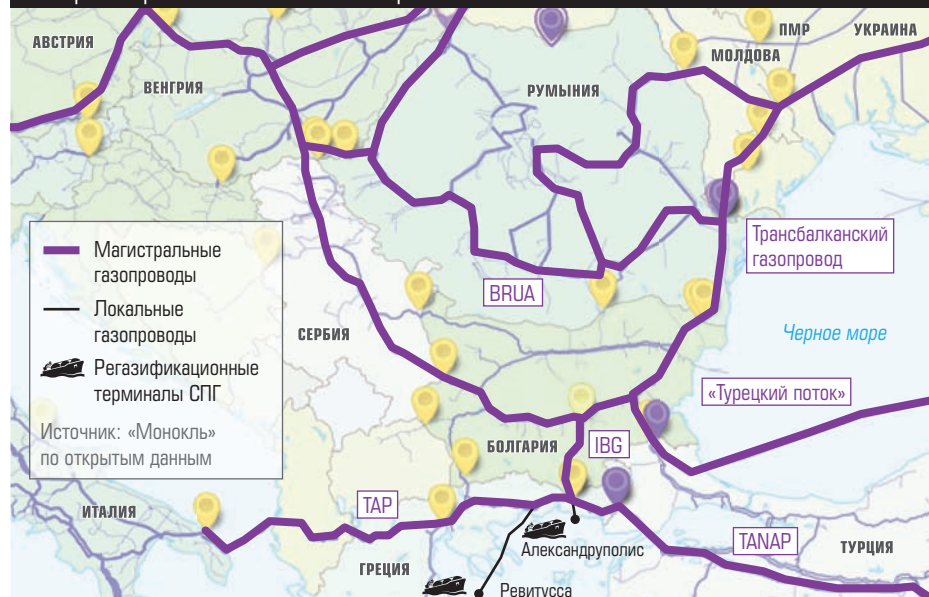 АВСТРИЯ
ВЕНГРИЯ
РУМЫНИЯ
МОЛДОВА
ПМР
УКРАИНА
Магистральные
газопроводы
Локальные
газопроводы
Регазификационные
терминалы СПГ
Источник: «Монокль»
по открытым данным
СЕРБИЯ
BRUA
Трансбалканский
газопровод
Черное море
«Турецкий поток»
БОЛГАРИЯ
IBG
ИТАЛИЯ
TAP
Александруполис
TANAP
ТУРЦИЯ
ГРЕЦИЯ
Ревитусса